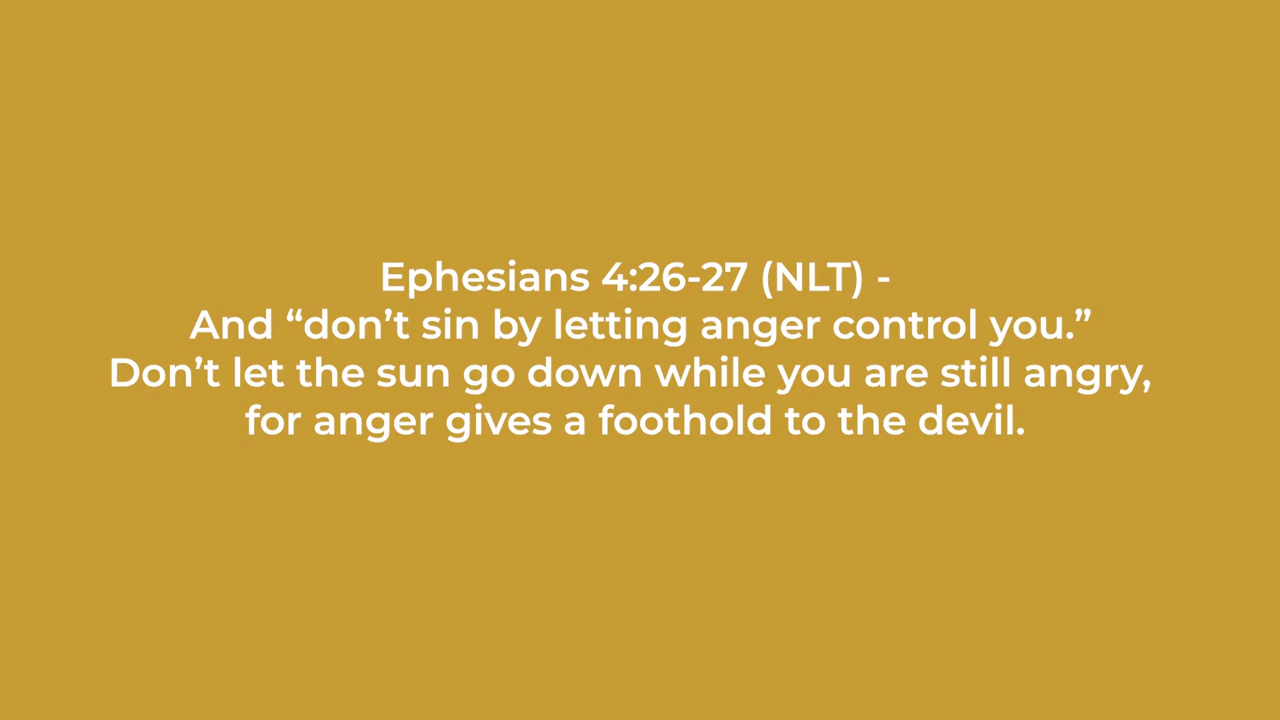 Ephesians 4:26-27 (NLT) -
And “don’t sin by letting anger control you.”
Don’t let the sun go down while you are still angry,
for anger gives a foothold to the devil.